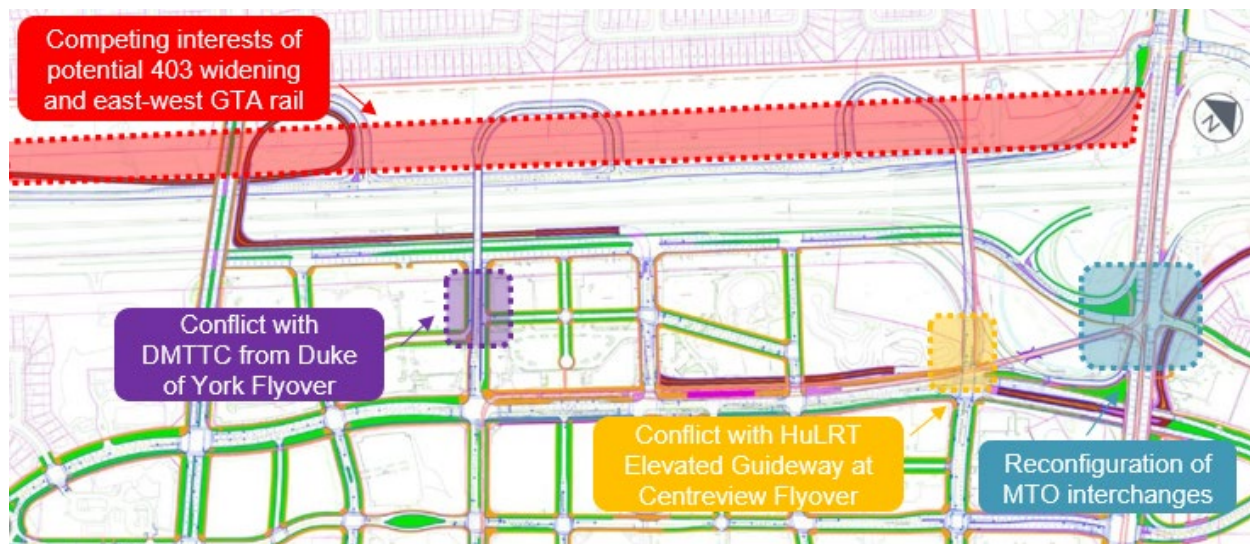 Competing interests of
potential 403 widening
and east-west GTA rail
N
Conflict with
DMTTC from Duke
of York Flyover
Conflict with HuLRT
Elevated Guideway at
Centreview Flyover
Reconfiguration of
MTO interchanges